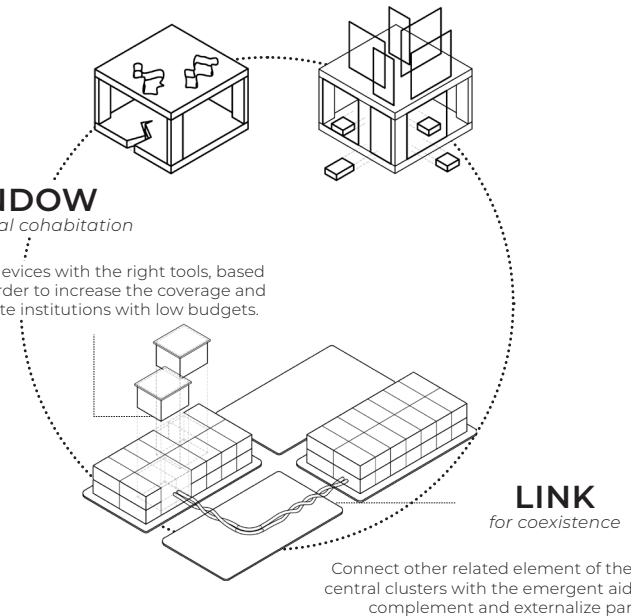 NDOW
al cohabitation
evices with the right tools, based
rder to increase the coverage and
te institutions with low budgets.
LINK
for coexistence
Connect other related element of the
central clusters with the emergent aid
complement and externalize par